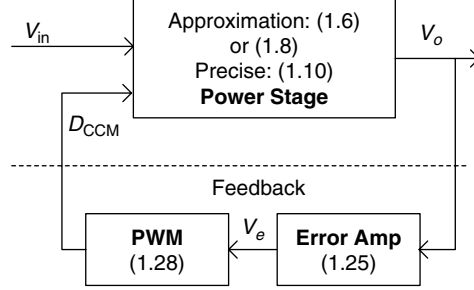 V_in
Approximation: (1.6)
or (1.8)
Precise: (1.10)
Power Stage
V_o
D_CCM
Feedback
PWM
(1.28)
V_e
Error Amp
(1.25)